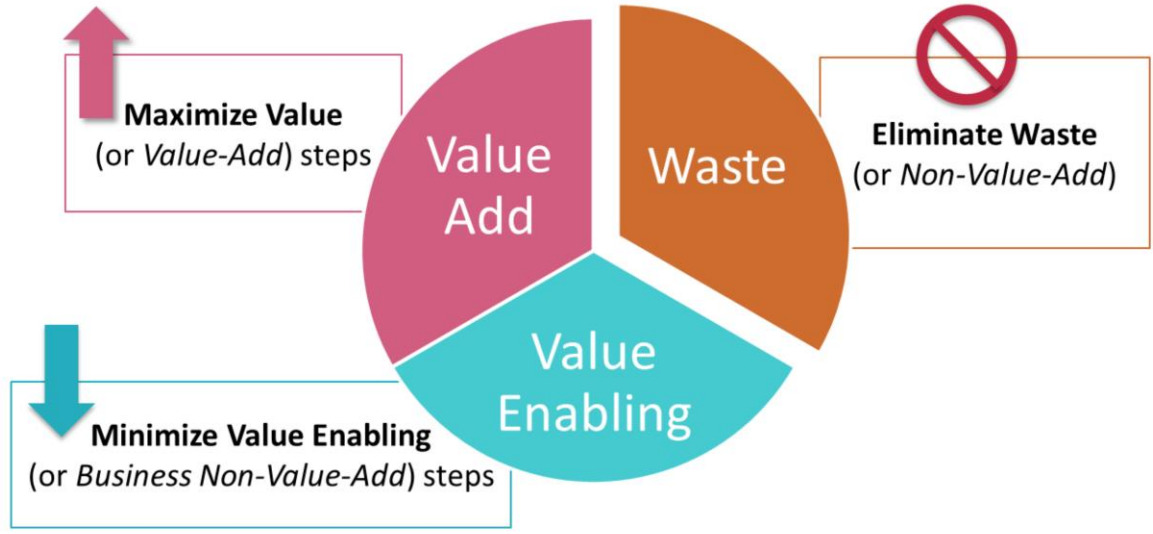 Maximize Value
(or Value-Add) steps
Value
Add
Waste
Eliminate Waste
(or Non-Value-Add)
Value
Enabling
Minimize Value Enabling
(or Business Non-Value-Add) steps